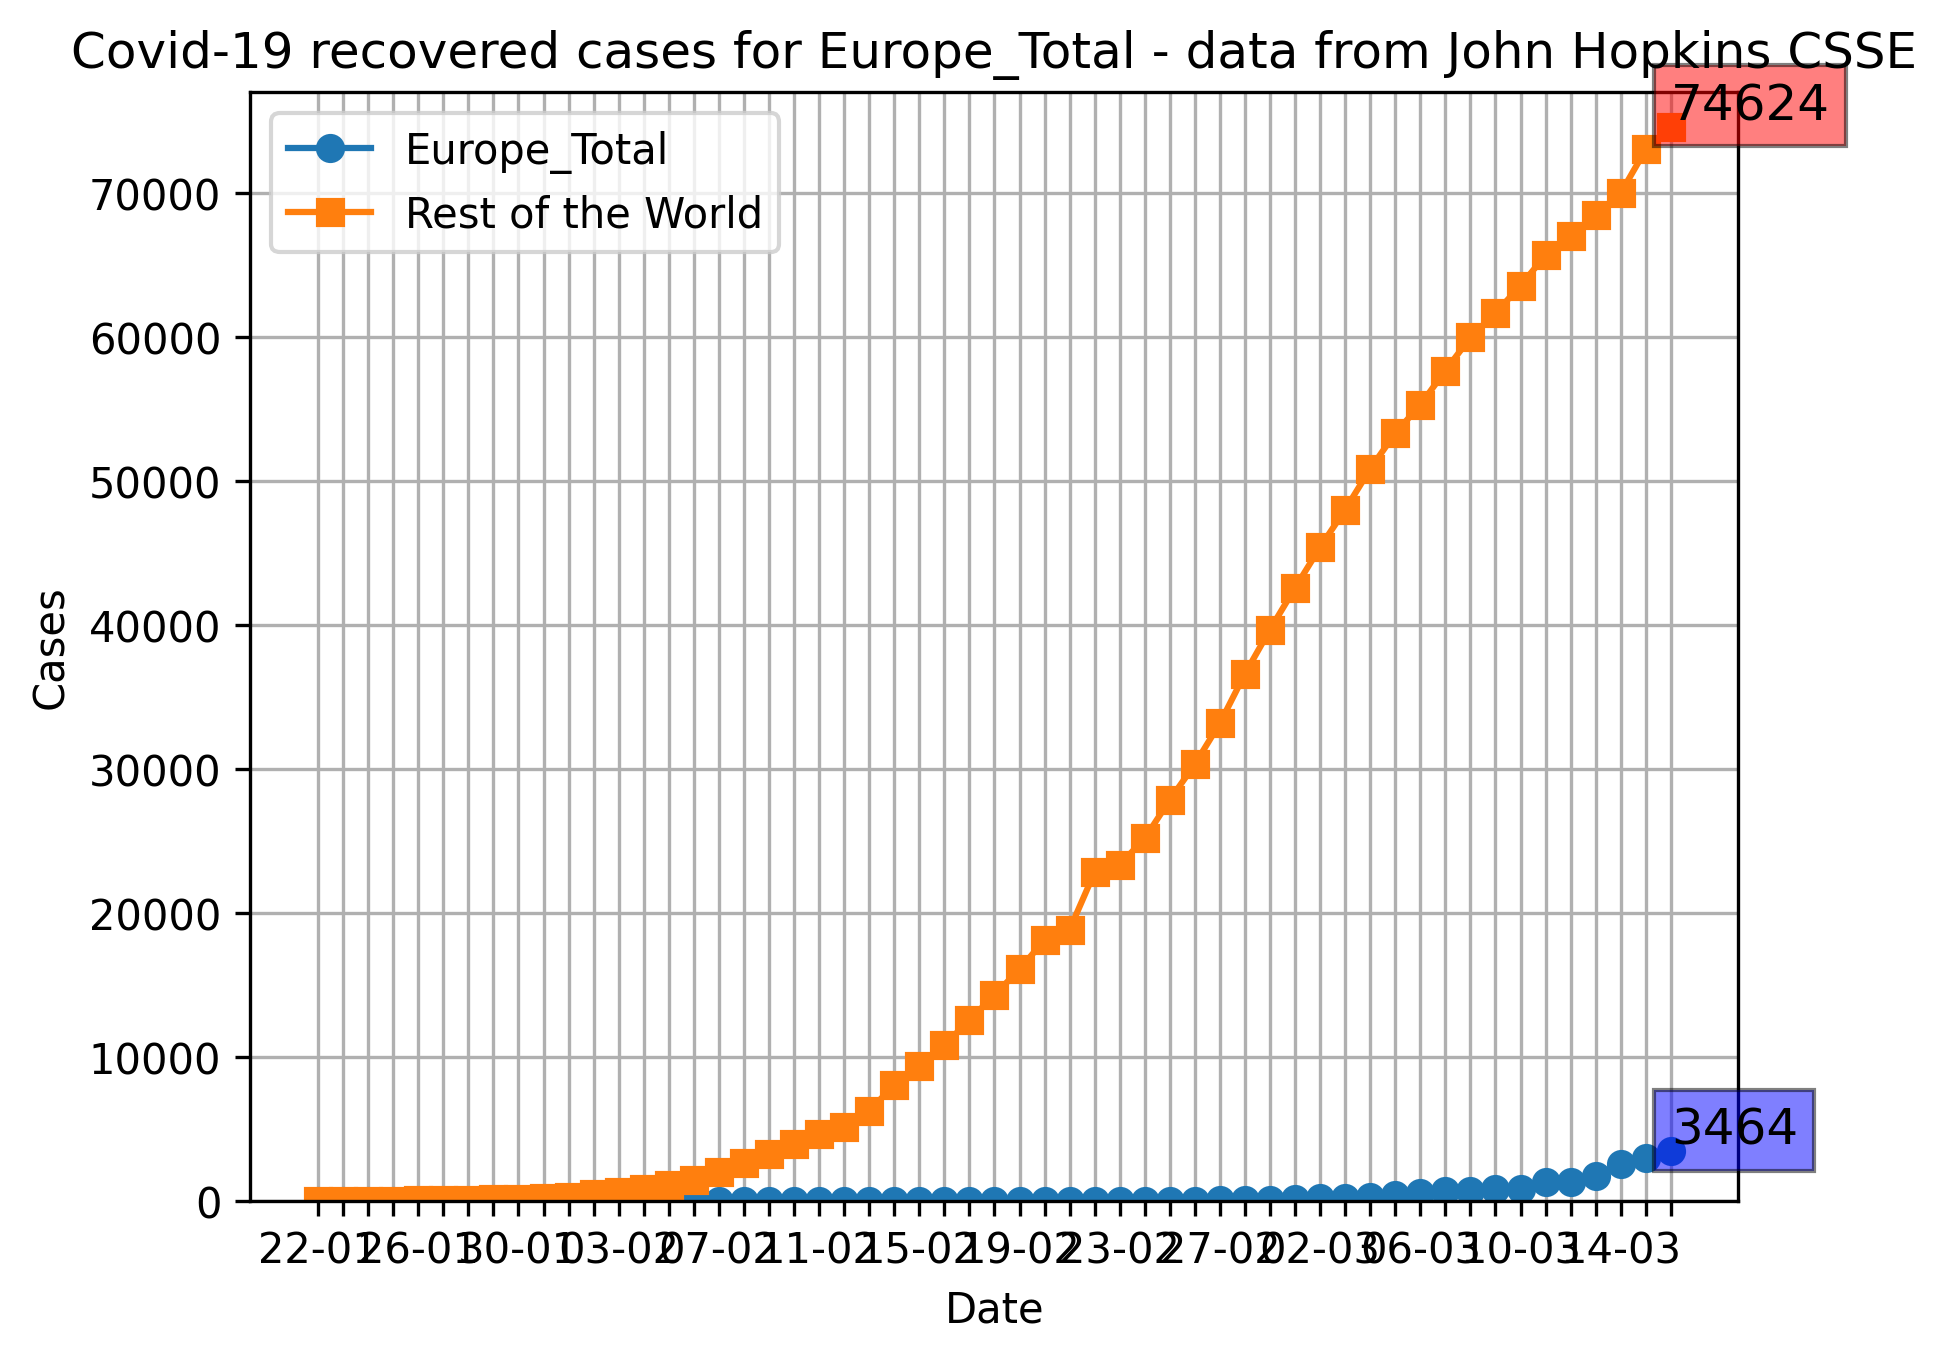 Covid-19 recovered cases for Europe_Total - data from John Hopkins CSSE
74624
Europe_Total
Rest of the World
70000
60000
50000
40000
30000
20000
10000
0
Cases
3464
22-01 26-01 30-01 03-02 07-02 11-02 15-02 19-02 23-02 27-02 02-03 06-03 10-03 14-03
Date